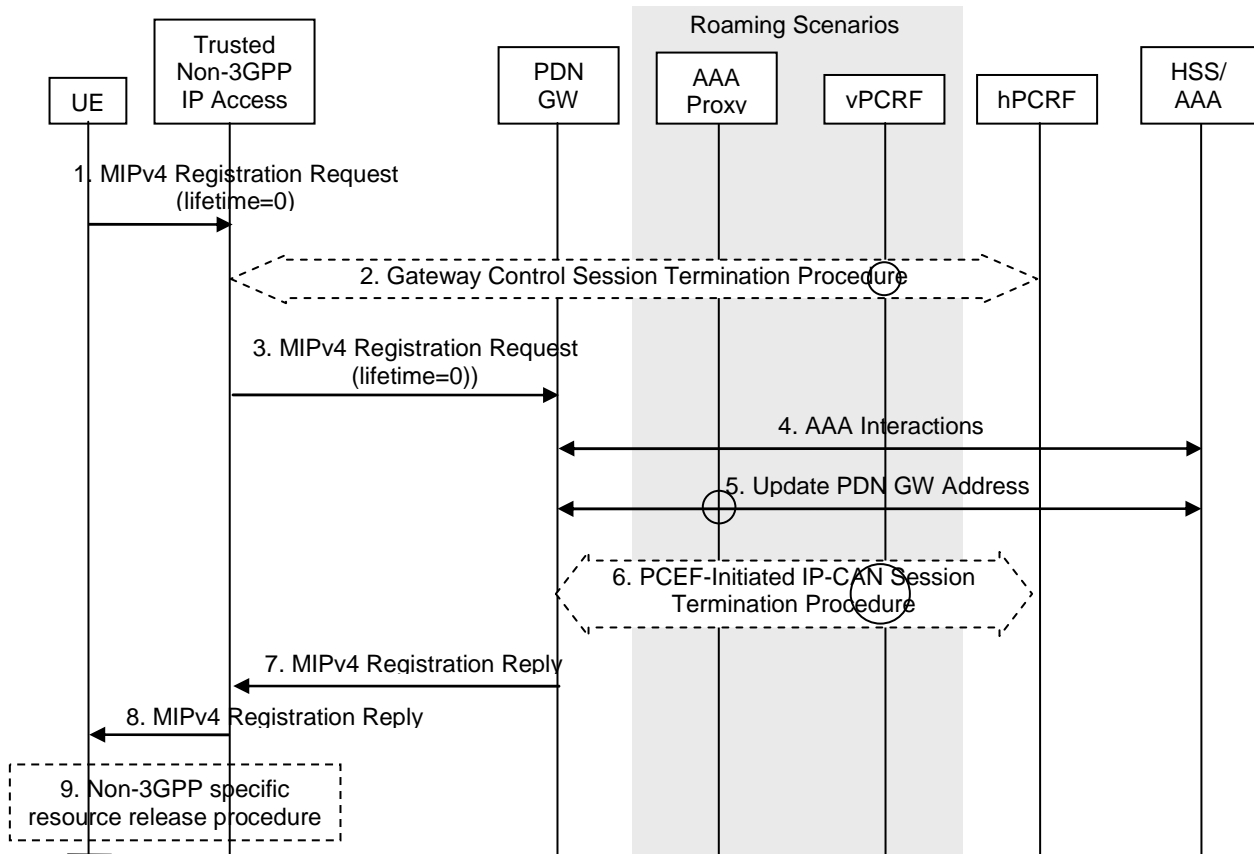 Roaming Scenarios
UE
Trusted
Non-3GPP
IP Access
PDN
GW
AAA
Proxy
vPCRF
hPCRF
HSS/
AAA
1. MIPv4 Registration Request
(lifetime=0)
2. Gateway Control Session Termination Procedure
3. MIPv4 Registration Request
(lifetime=0))
4. AAA Interactions
5. Update PDN GW Address
6. PCEF-Initiated IP-CAN Session
Termination Procedure
7. MIPv4 Registration Reply
8. MIPv4 Registration Reply
9. Non-3GPP specific
resource release procedure